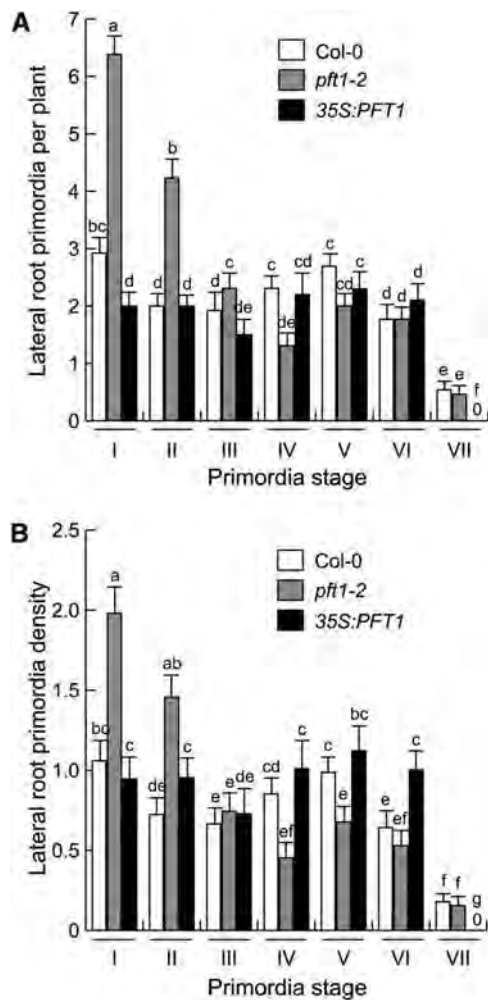 A
7
6
5
4
3
2
1
0
Lateral root primordia per plant
Col-0
pft1-2
35S:PFT1
bc a d
d b d
d c de
c de cd
c cd c
d d d
e e f
0
I II III IV V VI VII
Primordia stage
B
2.5
2.0
1.5
1.0
0.5
0
Lateral root primordia density
Col-0
pft1-2
35S:PFT1
bc a c
de ab c
e e de
cd ef c
c e bc
e ef c
f f g
0
I II III IV V VI VII
Primordia stage